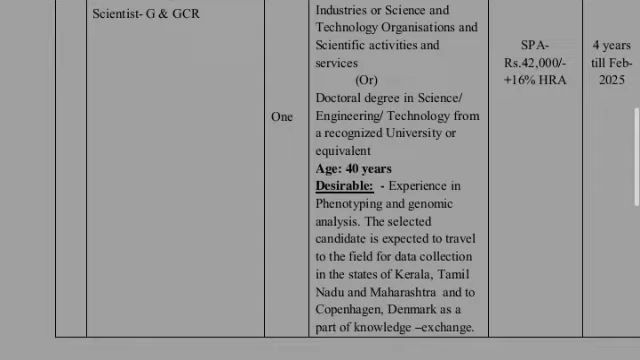 Scientist- G & GCR
One
Industries or Science and
Technology Organisations and
Scientific activities and
services
(Or)
Doctoral degree in Science/
Engineering/ Technology from
a recognized University or
equivalent
Age: 40 years
Desirable: - Experience in
Phenotyping and genomic
analysis. The selected
candidate is expected to travel
to the field for data collection
in the states of Kerala, Tamil
Nadu and Maharashtra and to
Copenhagen, Denmark as a
part of knowledge –exchange.
SPA-
Rs.42,000/-
+16% HRA
4 years
till Feb-
2025